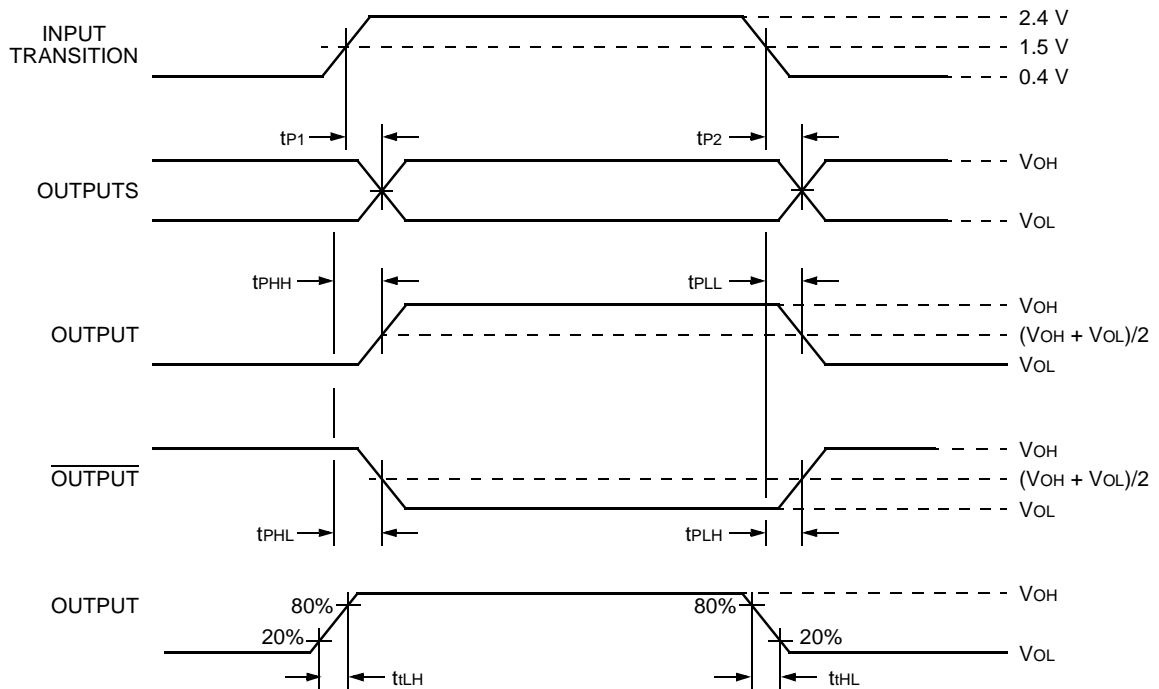 INPUT
TRANSITION
2.4 V
1.5 V
0.4 V
tP1
tP2
OUTPUTS
VOH
VOL
tPHH
tPLL
OUTPUT
VOH
(VOH + VOL)/2
VOL
OUTPUT
VOH
(VOH + VOL)/2
VOL
tPHL
tPLH
OUTPUT
80%
80%
VOH
20%
20%
VOL
ttLH
ttHL